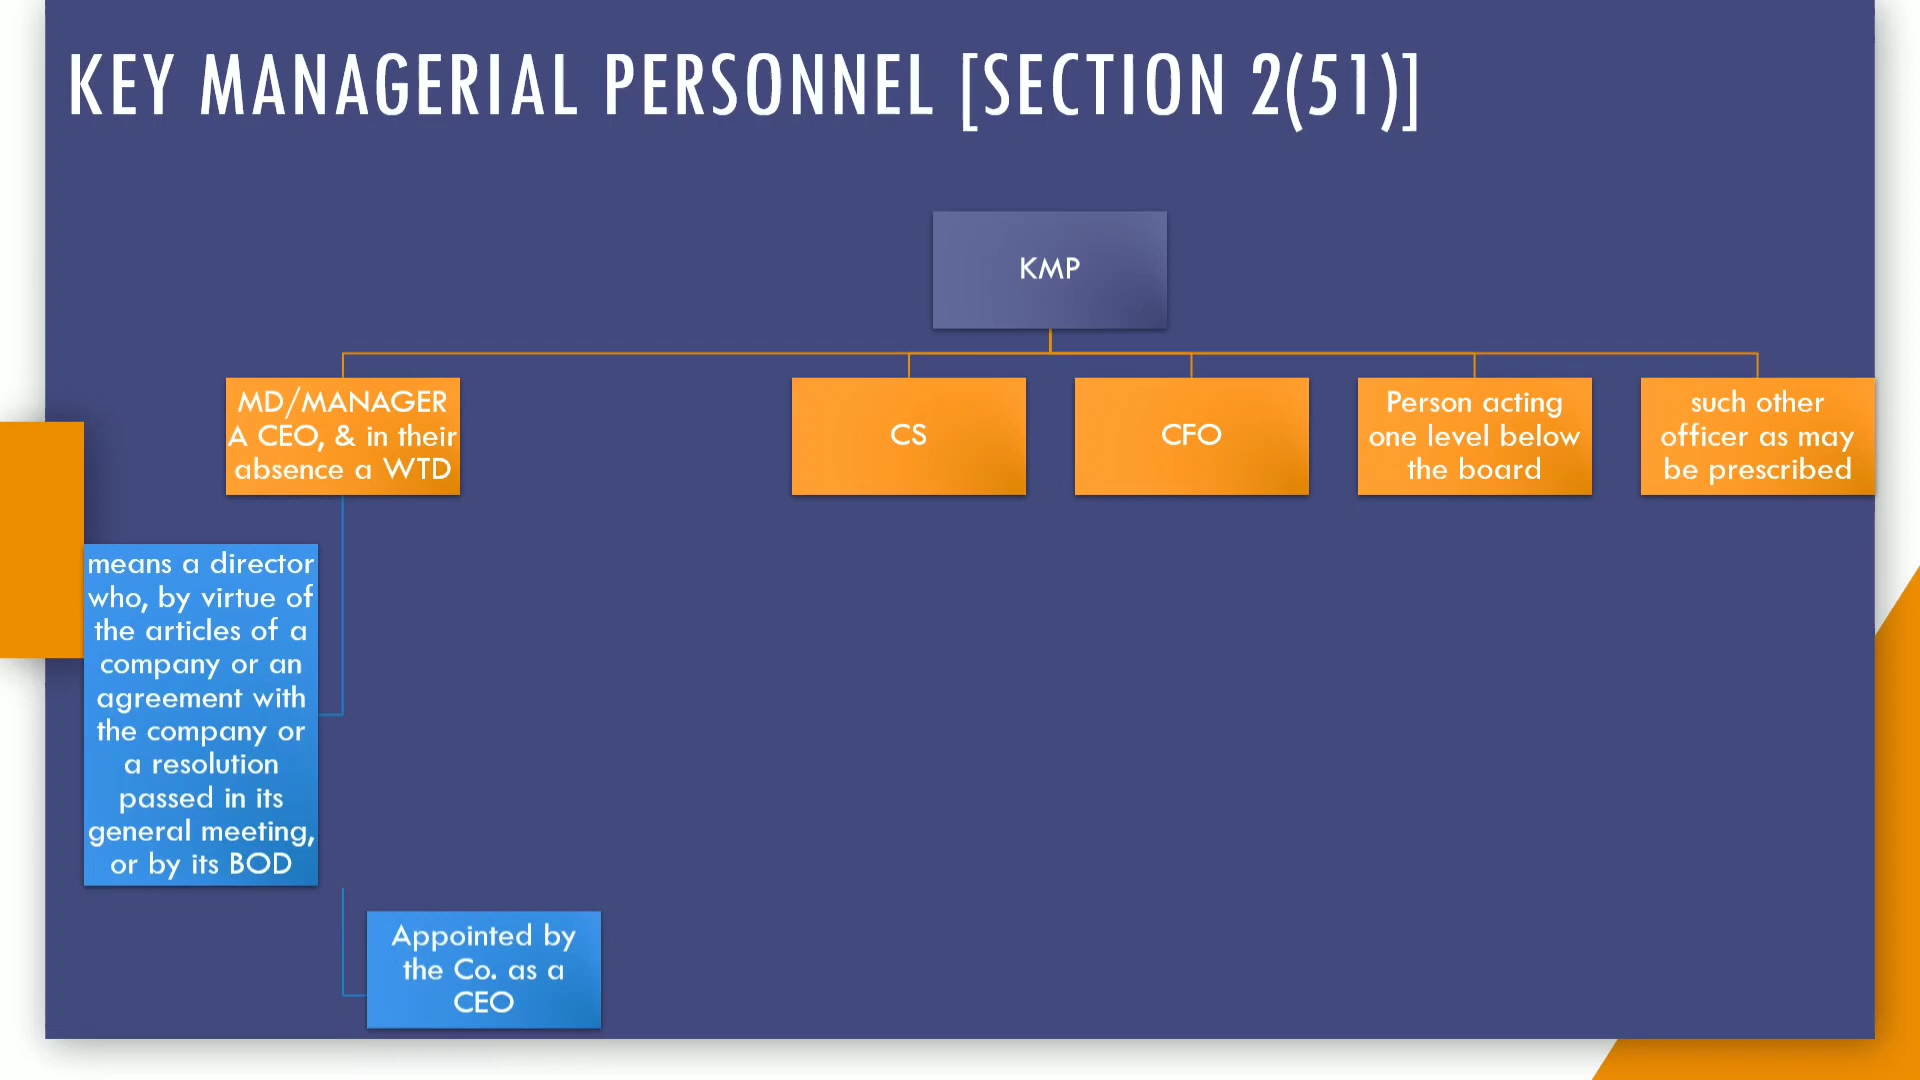 KEY MANAGERIAL PERSONNEL [SECTION 2(51)]
KMP
MD/MANAGER
A CEO, & in their
absence a WTD
CS
CFO
Person acting
one level below
the board
such other
officer as may
be prescribed
means a director
who, by virtue of
the articles of a
company or an
agreement with
the company or
a resolution
passed in its
general meeting,
or by its BOD
Appointed by
the Co. as a
CEO